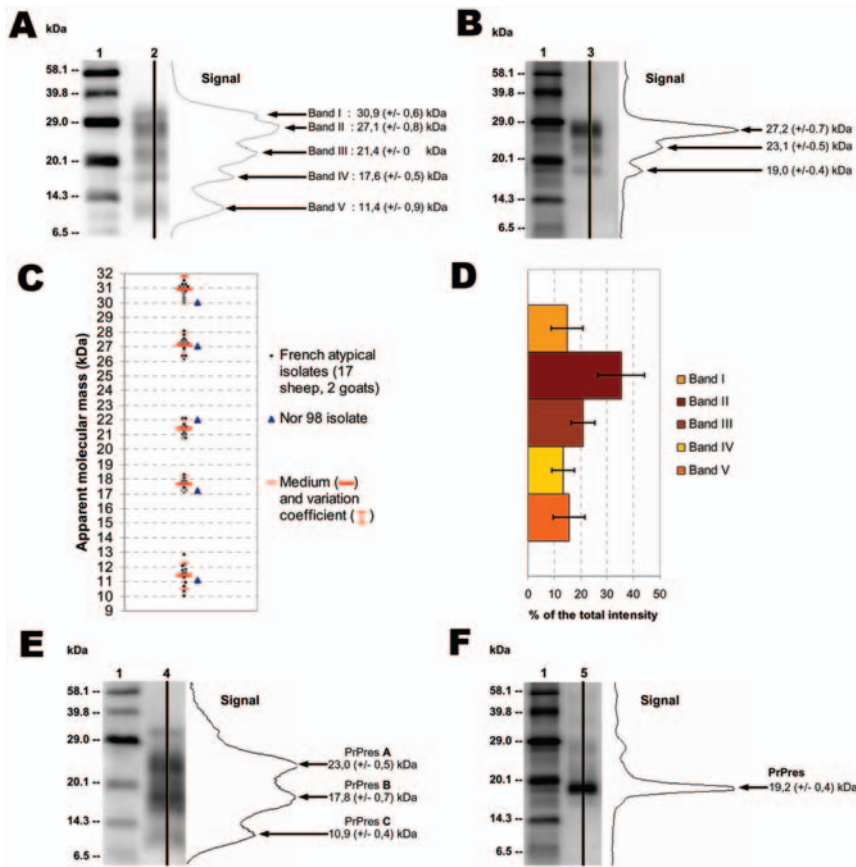 A
kDa
1 2
Signal
58.1 --
39.8 --
29.0 --
20.1 --
14.3 --
6.5 --
Band I : 30,9 (+/- 0,6) kDa
Band II : 27,1 (+/- 0,8) kDa
Band III : 21,4 (+/- 0 kDa
Band IV : 17,6 (+/- 0,5) kDa
Band V : 11,4 (+/- 0,9) kDa
B
kDa
1 3
Signal
58.1 --
39.8 --
29.0 --
20.1 --
14.3 --
6.5 --
27,2 (+/-0.7) kDa
23,1 (+/-0.5) kDa
19,0 (+/-0.4) kDa
C
Apparent molecular mass (kDa)
32
31
30
29
28
27
26
25
24
23
22
21
20
19
18
17
16
15
14
13
12
11
10
9
French atypical
isolates (17
sheep, 2 goats)
Nor 98 isolate
Medium ( )
and variation
coefficient ( )
D
0 10 20 30 40 50
% of the total intensity
Band I
Band II
Band III
Band IV
Band V
E
kDa
1 4
Signal
58.1 --
39.8 --
29.0 --
20.1 --
14.3 --
6.5 --
PrPres A
23,0 (+/- 0,5) kDa
PrPres B
17,8 (+/- 0,7) kDa
PrPres C
10,9 (+/- 0,4) kDa
F
kDa
1 5
Signal
58.1 --
39.8 --
29.0 --
20.1 --
14.3 --
6.5 --
PrPres
19,2 (+/- 0,4) kDa